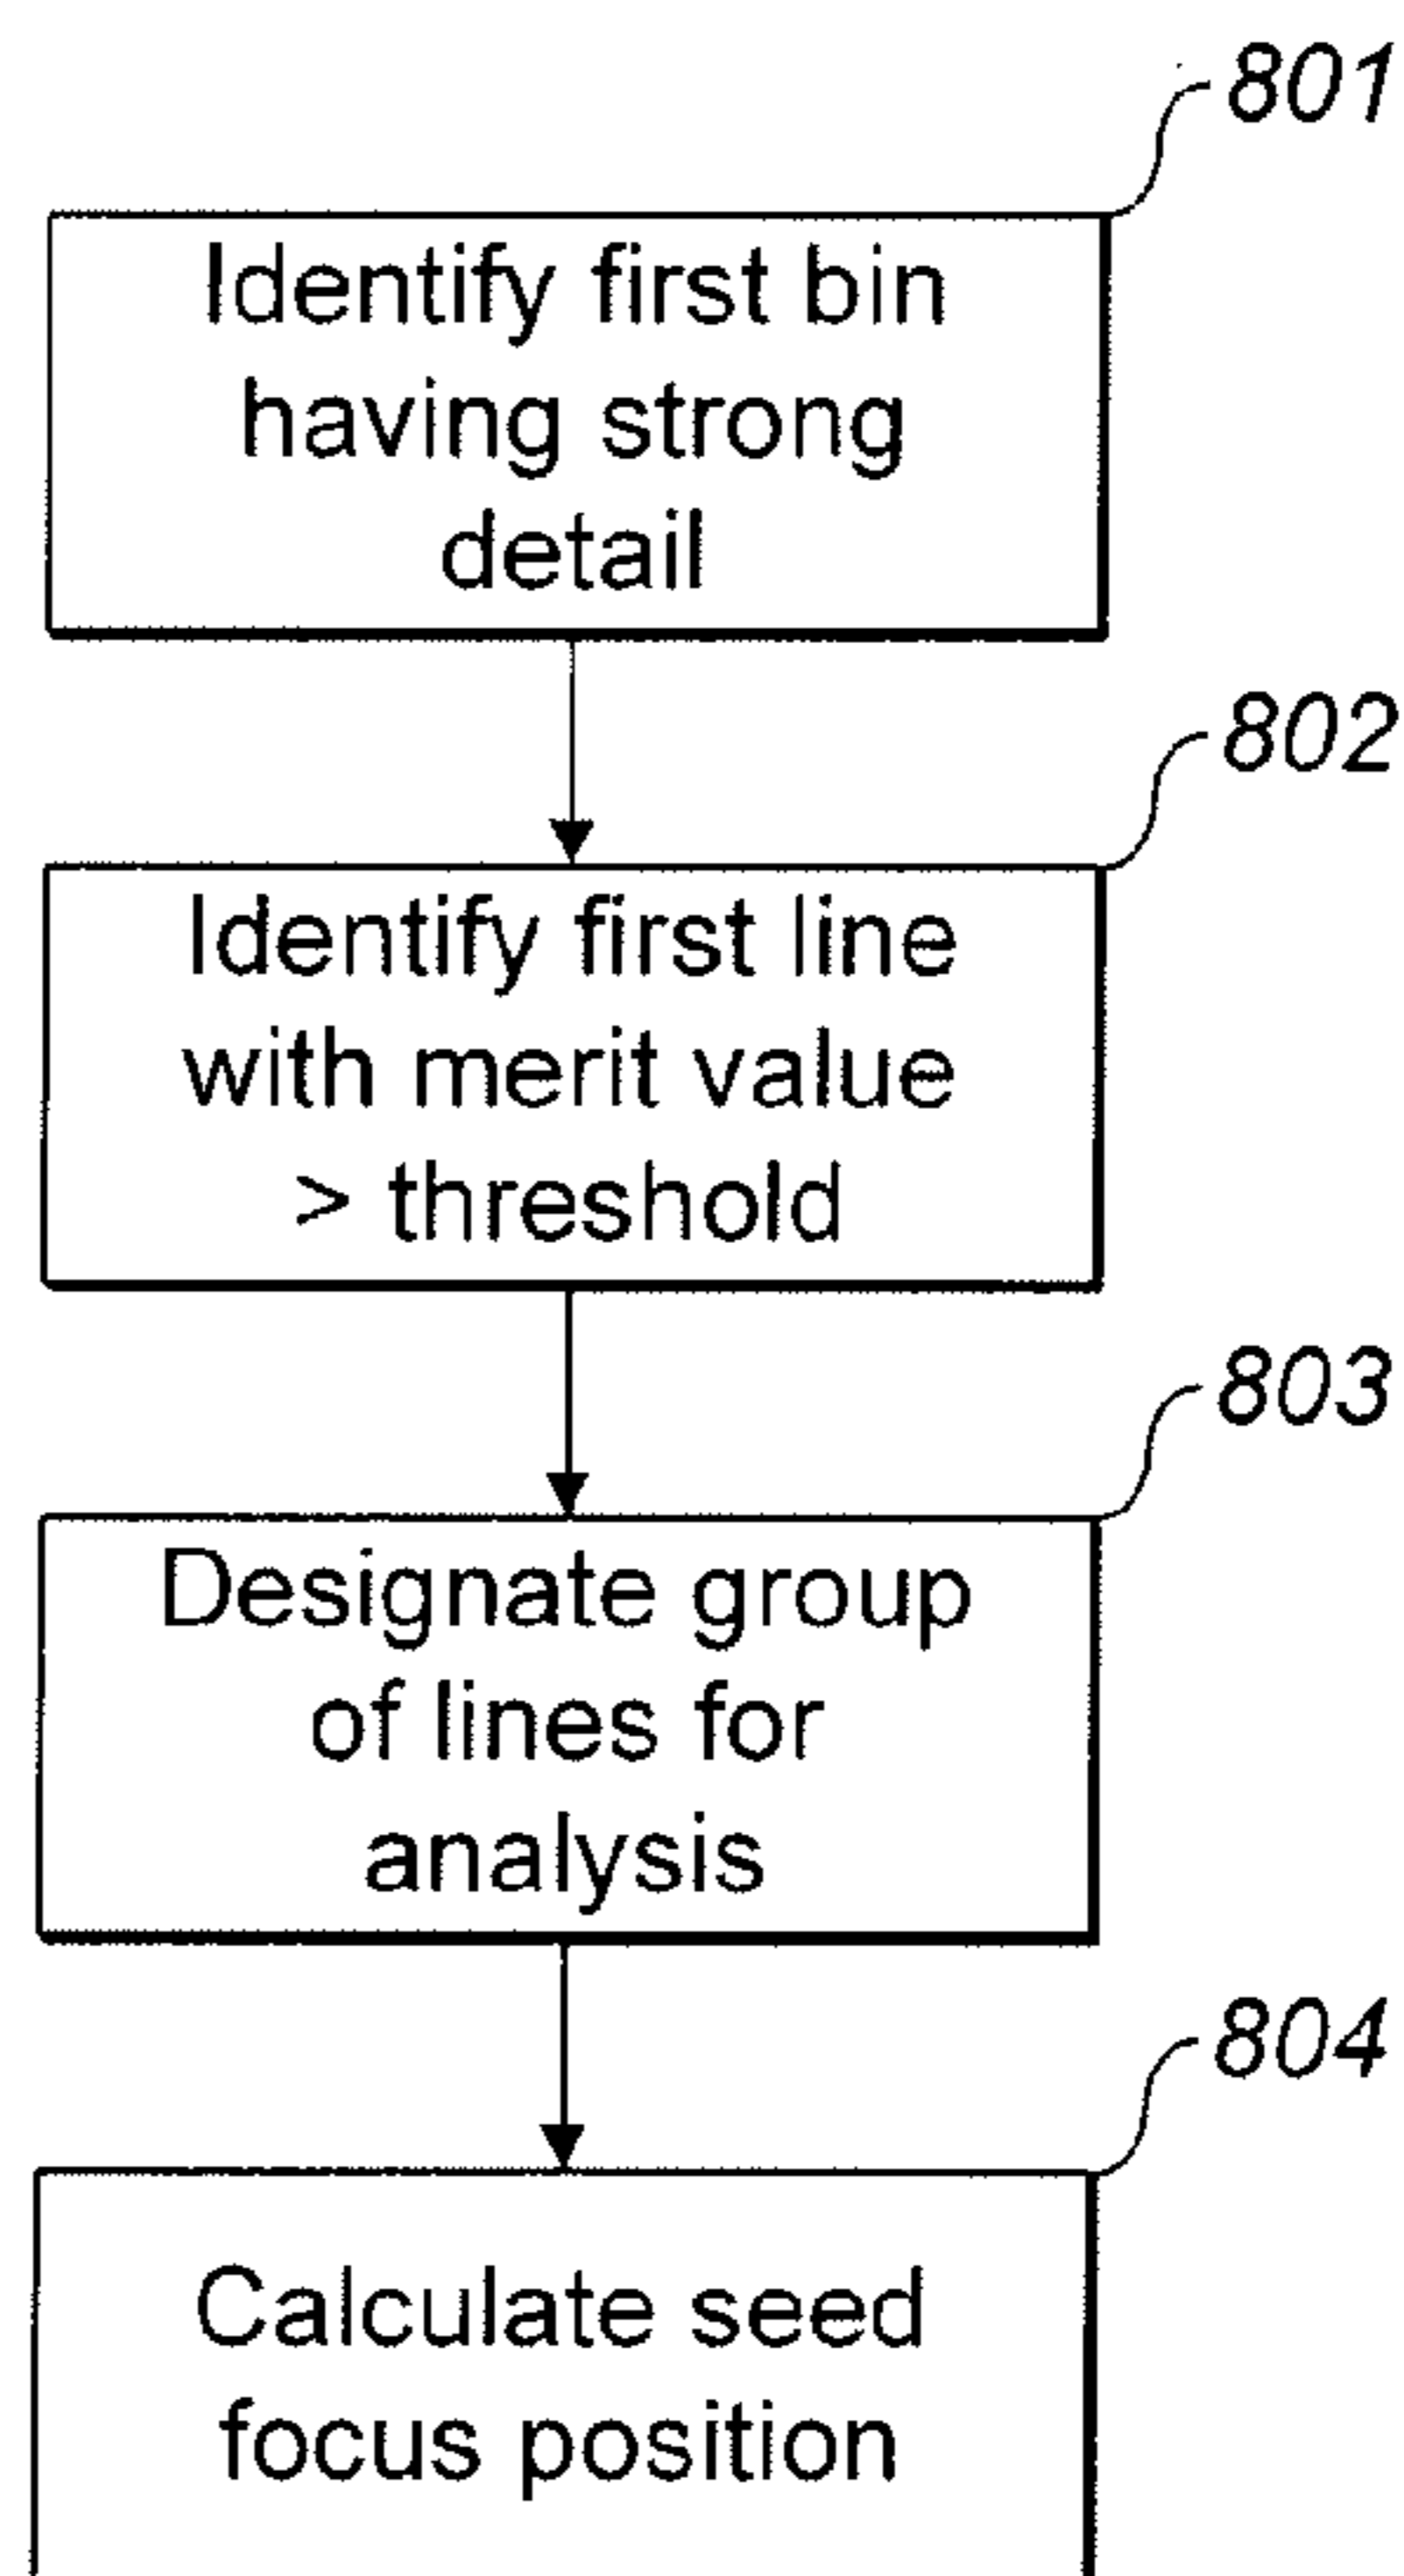 801
Identify first bin
having strong
detail
802
Identify first line
with merit value
> threshold
803
Designate group
of lines for
analysis
804
Calculate seed
focus position